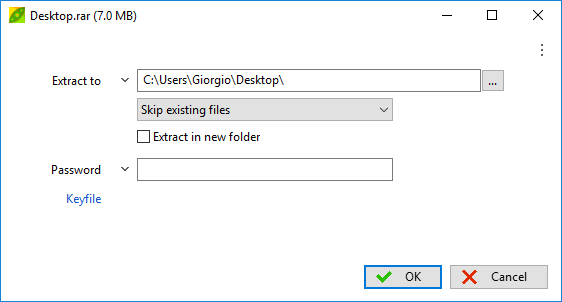 Desktop.rar (7.0 MB)
Extract to C:\Users\Giorgio\Desktop\ ...
Skip existing files
Extract in new folder
Password
Keyfile
OK Cancel